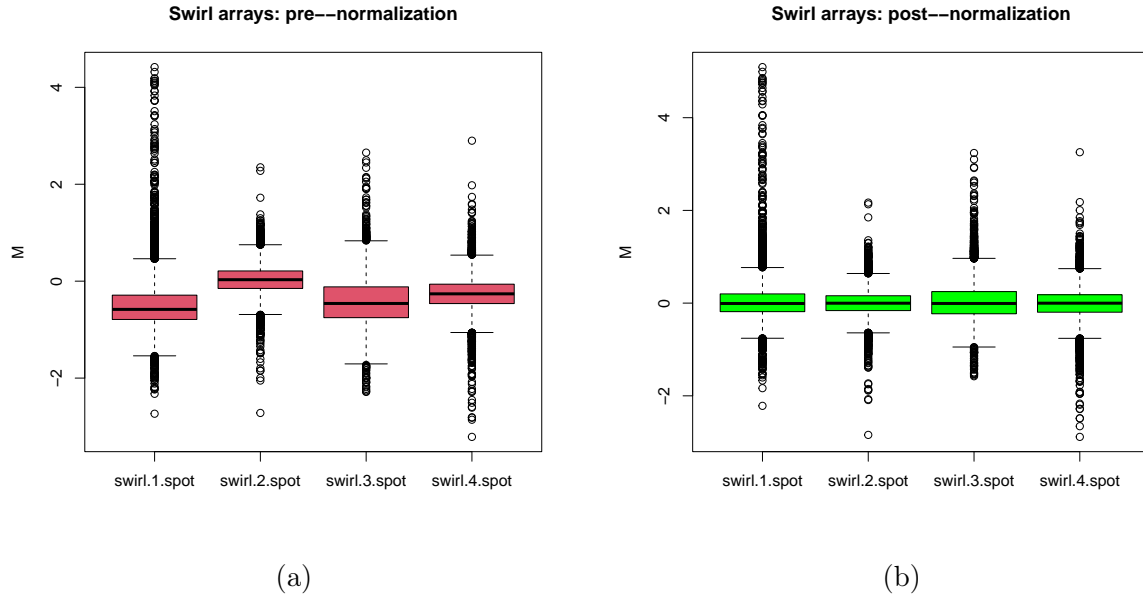 Swirl arrays: pre−−normalization
M
4
2
0
−2
swirl.1.spot swirl.2.spot swirl.3.spot swirl.4.spot
(a)
Swirl arrays: post−−normalization
M
4
2
0
−2
swirl.1.spot swirl.2.spot swirl.3.spot swirl.4.spot
(b)